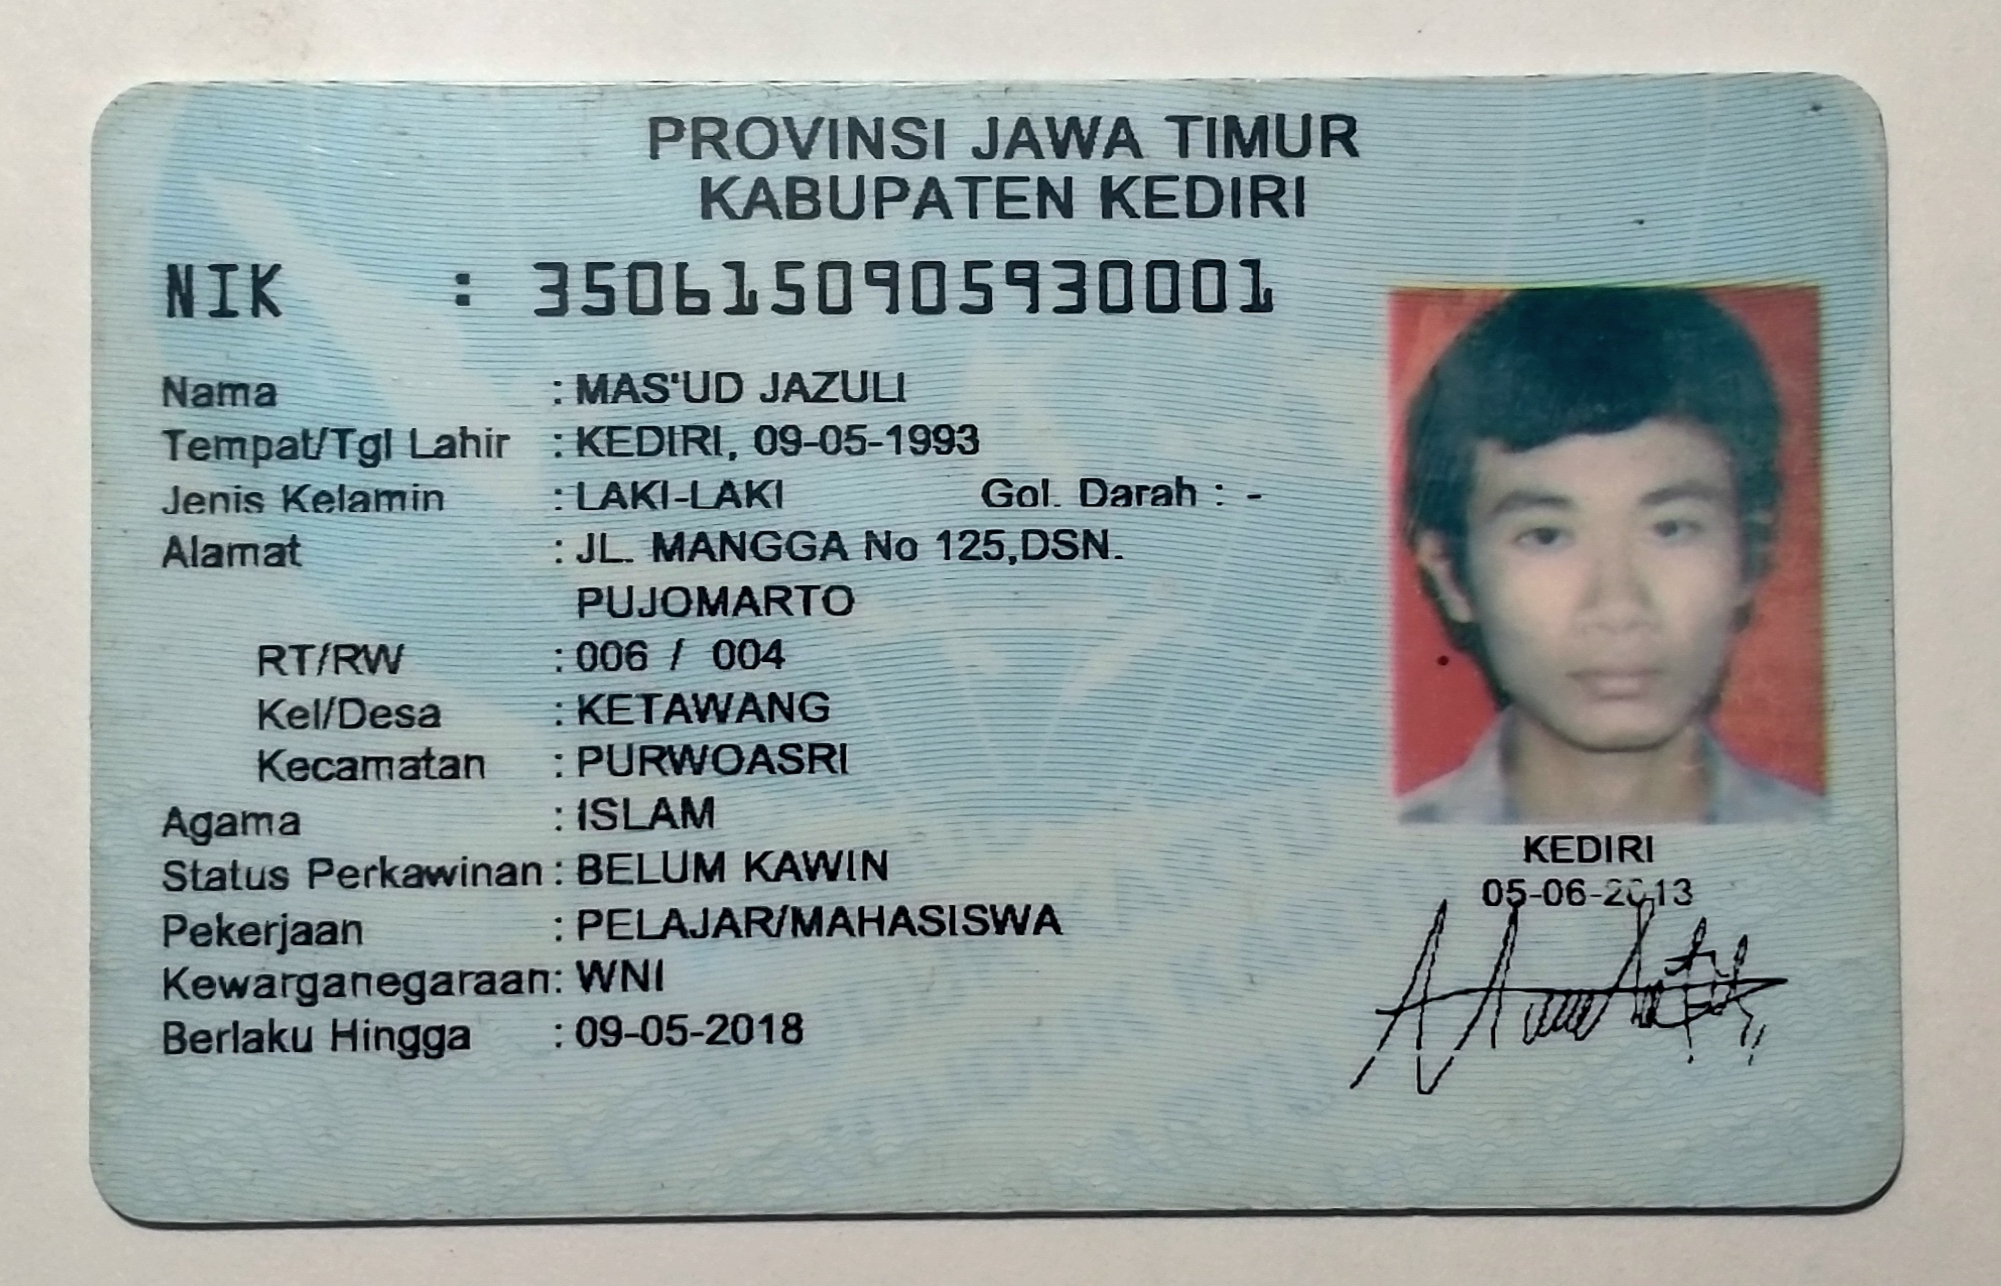 PROVINSI JAWA TIMUR
KABUPATEN KEDIRI
NIK : 3506150905930001
Nama : MAS'UD JAZULI
Tempat/Tgl Lahir : KEDIRI, 09-05-1993
Jenis Kelamin : LAKI-LAKI Gol. Darah : -
Alamat : JL. MANGGA No 125,DSN.
PUJOMARTO
RT/RW : 006 / 004
Kel/Desa : KETAWANG
Kecamatan : PURWOASRI
Agama : ISLAM
Status Perkawinan : BELUM KAWIN
Pekerjaan : PELAJAR/MAHASISWA
Kewarganegaraan: WNI
Berlaku Hingga : 09-05-2018
KEDIRI
05-06-2013